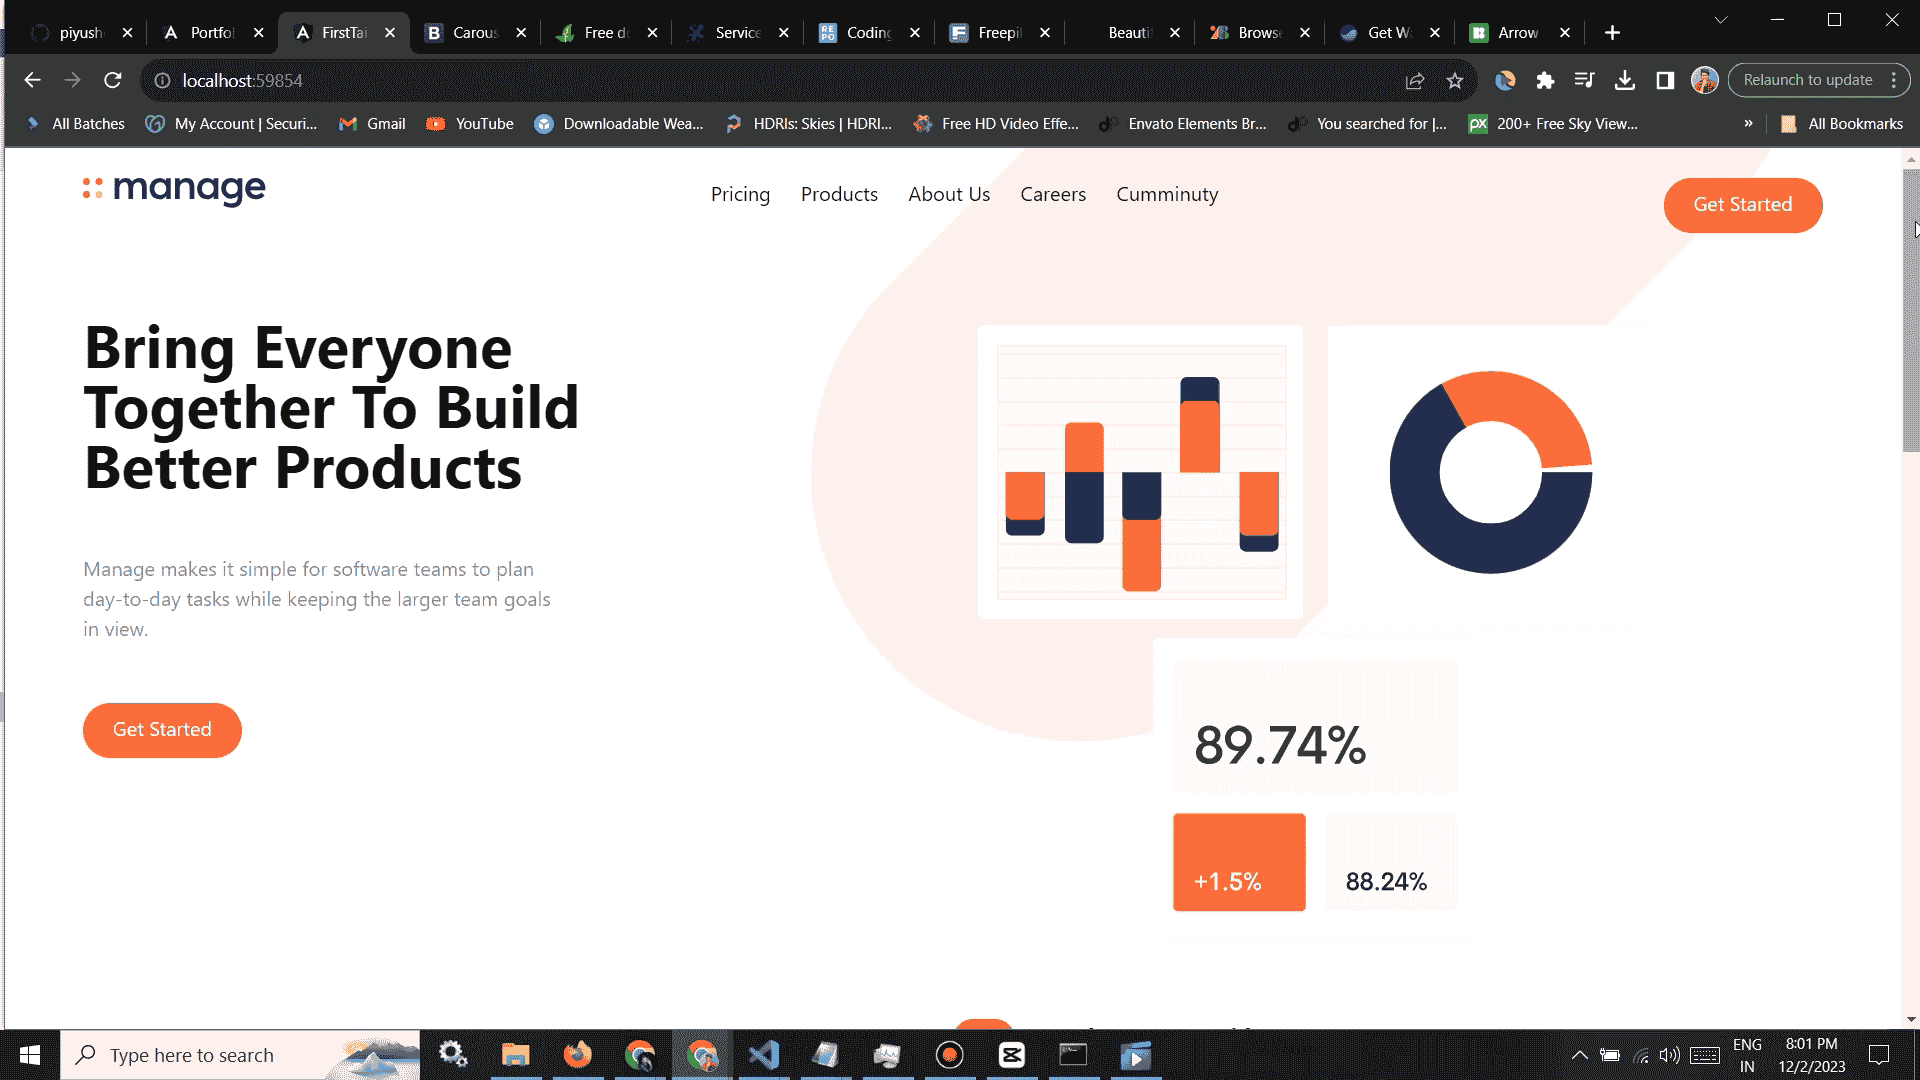 piyush
Portfo
FirstTai
Carous
Free d
Service
Coding
Freepi
Beauti
Browse
Get W
Arrow
localhost:59854
Relaunch to update
All Batches
My Account | Securi...
Gmail
YouTube
Downloadable Wea...
HDRIs: Skies | HDRI...
Free HD Video Effe...
Envato Elements Br...
You searched for |...
px 200+ Free Sky View...
»
All Bookmarks
manage
Pricing
Products
About Us
Careers
Cumminuty
Get Started
Bring Everyone
Together To Build
Better Products
Manage makes it simple for software teams to plan
day-to-day tasks while keeping the larger team goals
in view.
Get Started
89.74%
+1.5%
88.24%
Type here to search
ENG
IN
8:01 PM
12/2/2023